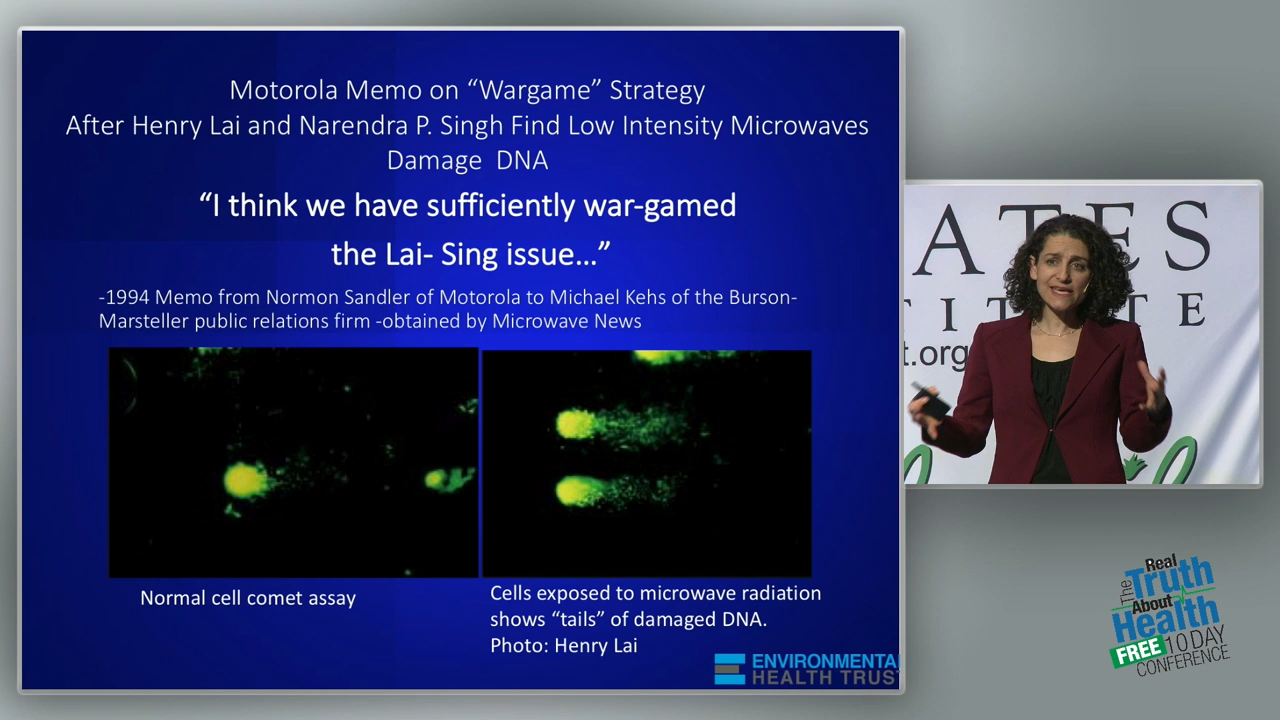 Motorola Memo on “Wargame” Strategy
After Henry Lai and Narendra P. Singh Find Low Intensity Microwaves
Damage DNA
“I think we have sufficiently war-gamed
the Lai- Sing issue…”
-1994 Memo from Normon Sandler of Motorola to Michael Kehs of the Burson-
Marsteller public relations firm -obtained by Microwave News
Normal cell comet assay
Cells exposed to microwave radiation
shows “tails” of damaged DNA.
Photo: Henry Lai
ENVIRONMENTA
HEALTH TRUS
ATES
TIT TE
t.org
The Real
Truth
About
Health
FREE 10 DAY
CONFERENCE